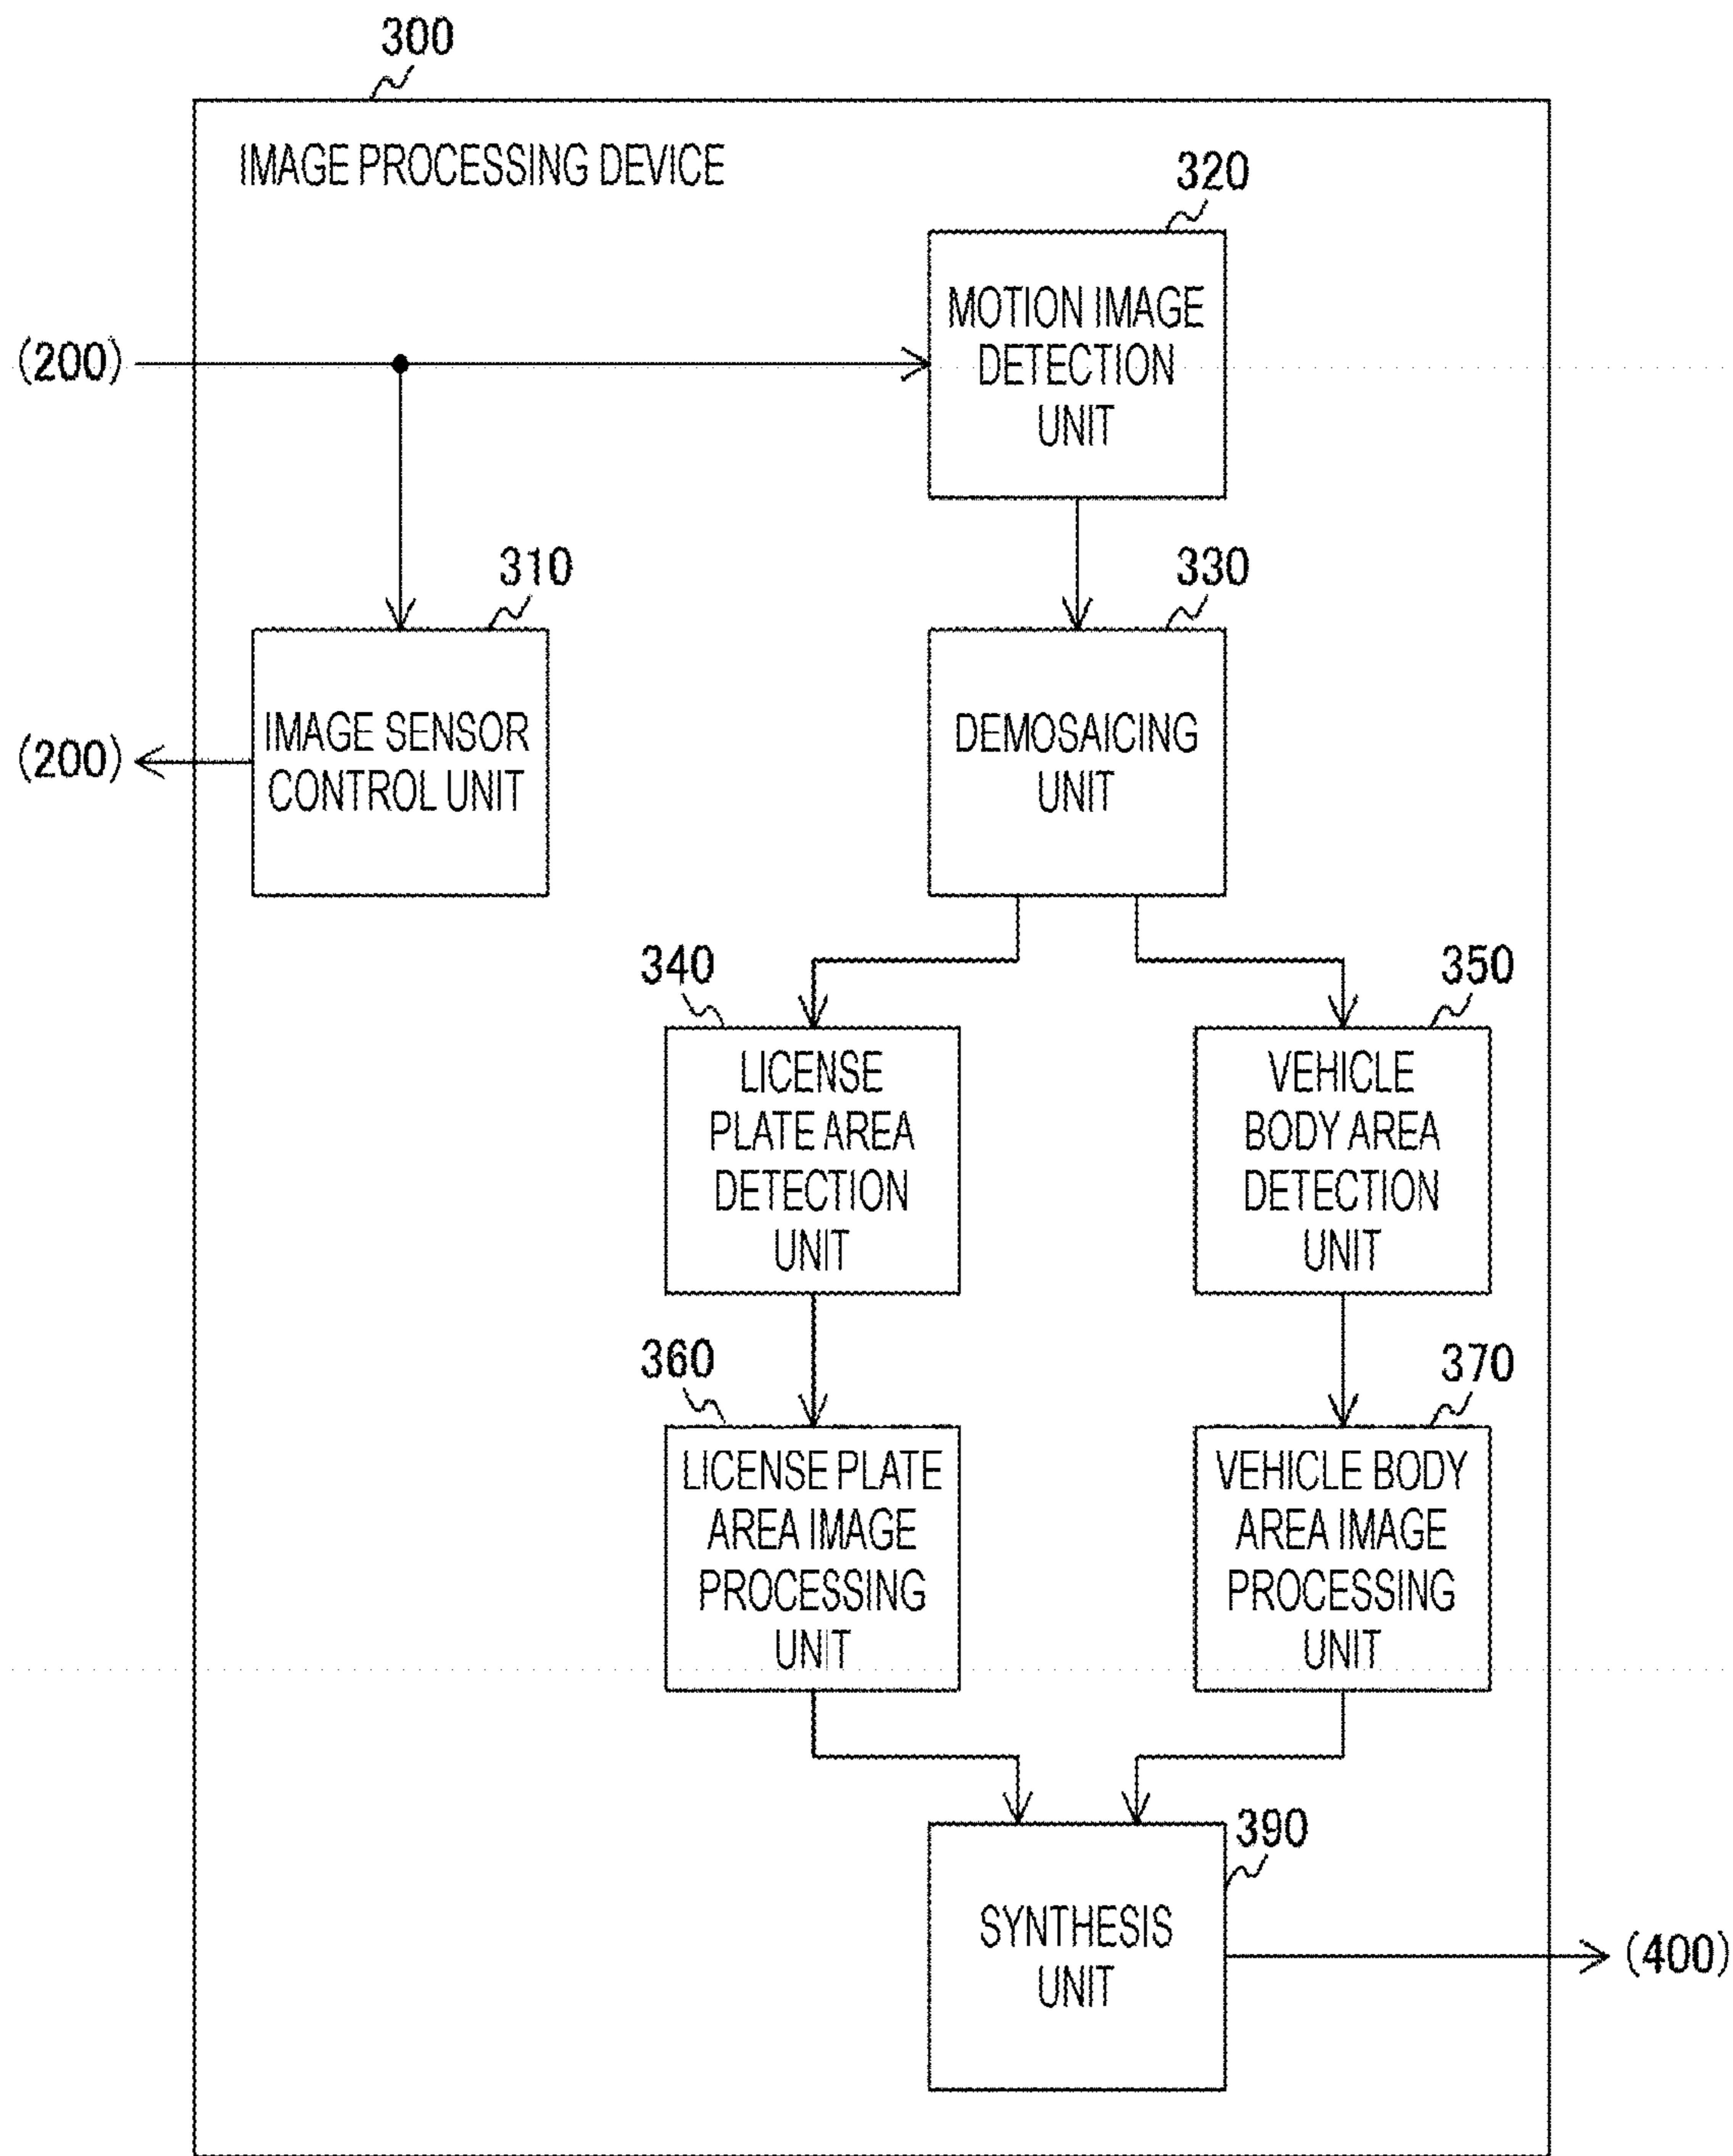 300
IMAGE PROCESSING DEVICE
320
MOTION IMAGE
DETECTION
UNIT
(200)
310
330
IMAGE SENSOR
CONTROL UNIT
(200)
DEMOSAICING
UNIT
340
350
LICENSE
PLATE AREA
DETECTION
UNIT
VEHICLE
BODY AREA
DETECTION
UNIT
360
370
LICENSE PLATE
AREA IMAGE
PROCESSING
UNIT
VEHICLE BODY
AREA IMAGE
PROCESSING
UNIT
390
SYNTHESIS
UNIT
(400)